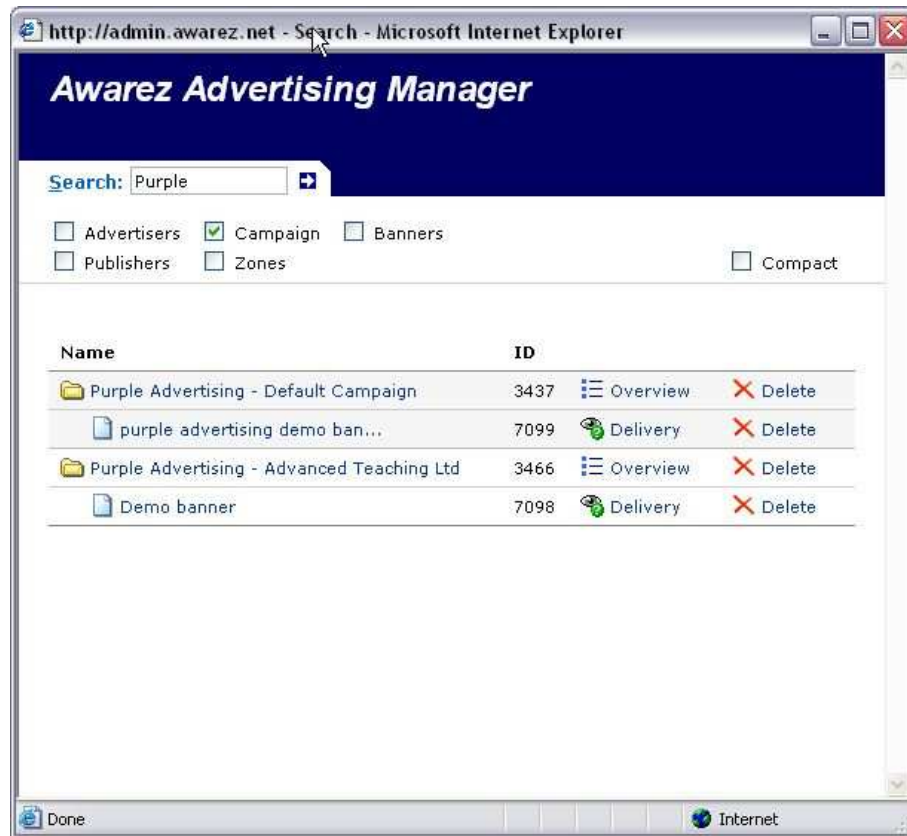 http://admin.awarez.net - Search - Microsoft Internet Explorer
Awarez Advertising Manager
Search: Purple
Advertisers Campaign Banners
Publishers Zones Compact
Name ID
Purple Advertising - Default Campaign 3437 Overview Delete
purple advertising demo ban... 7099 Delivery Delete
Purple Advertising - Advanced Teaching Ltd 3466 Overview Delete
Demo banner 7098 Delivery Delete
Done Internet